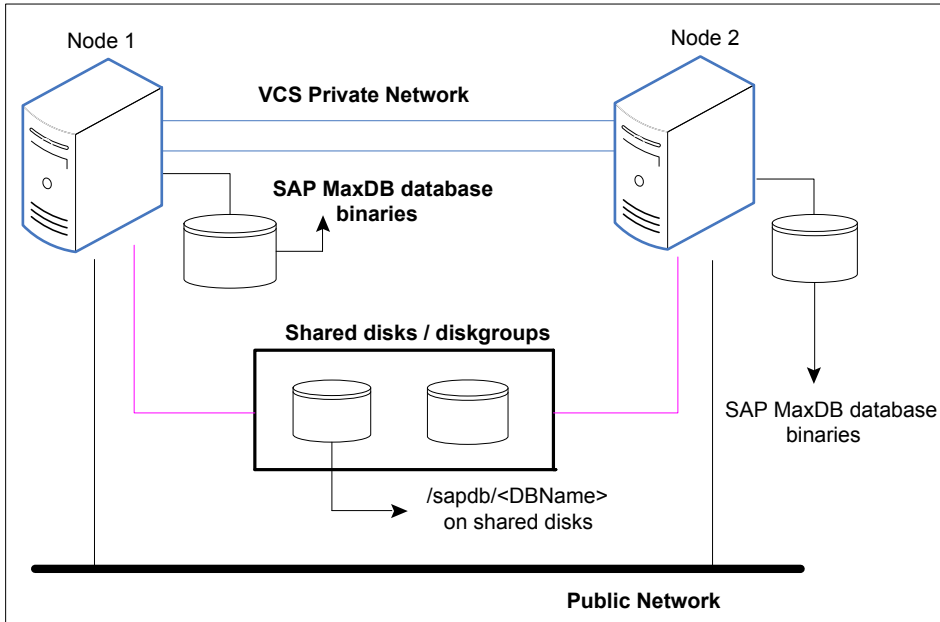 Node 1
Node 2
VCS Private Network
SAP MaxDB database
binaries
Shared disks / diskgroups
SAP MaxDB database
binaries
/sapdb/<DBName>
on shared disks
Public Network